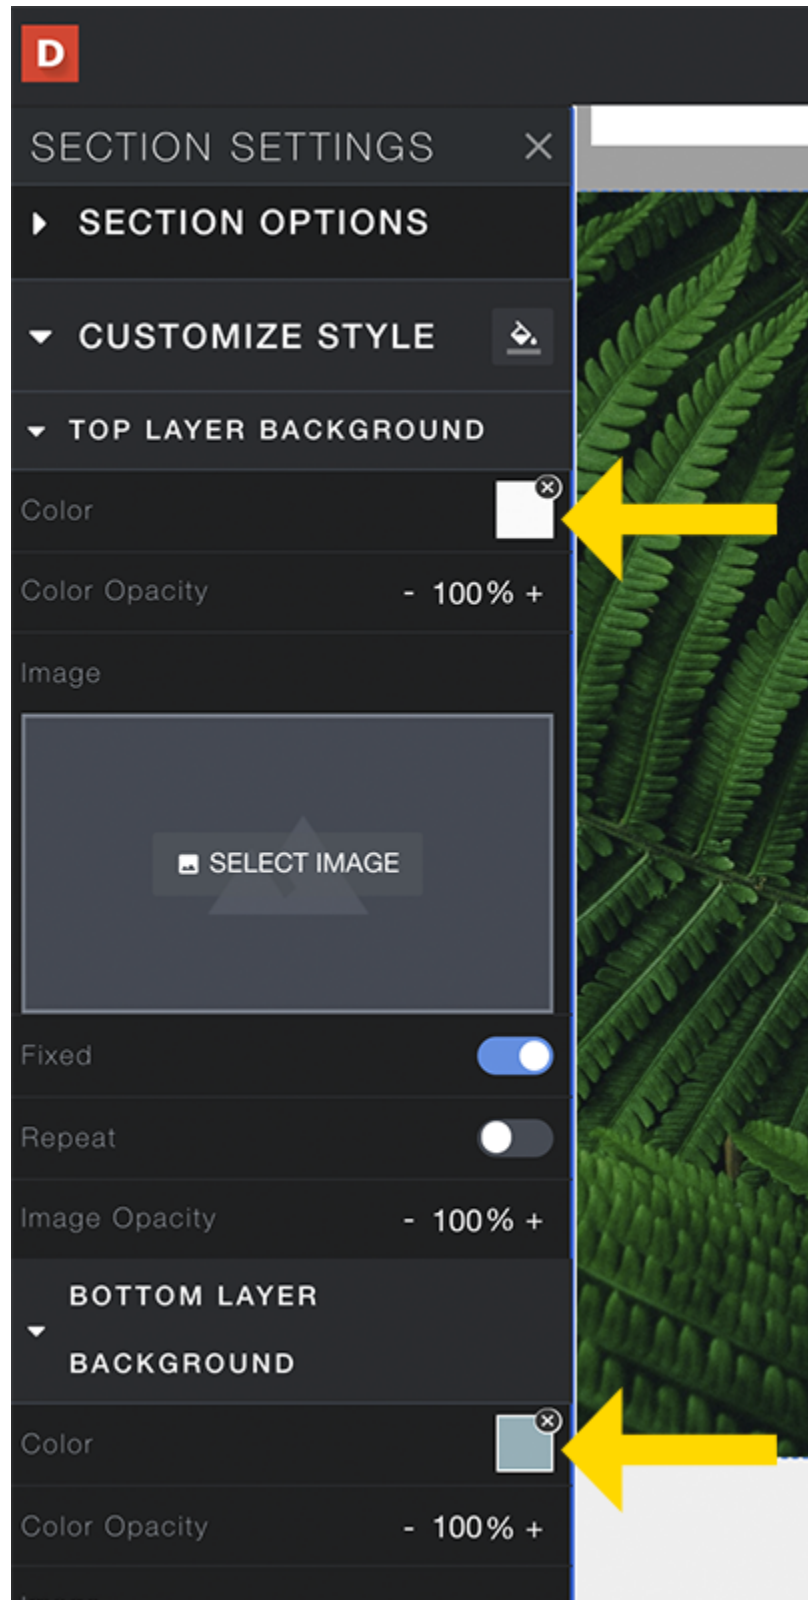 D
SECTION SETTINGS
SECTION OPTIONS
CUSTOMIZE STYLE
TOP LAYER BACKGROUND
Color
Color Opacity - 100% +
Image
SELECT IMAGE
Fixed
Repeat
Image Opacity - 100% +
BOTTOM LAYER
BACKGROUND
Color
Color Opacity - 100% +